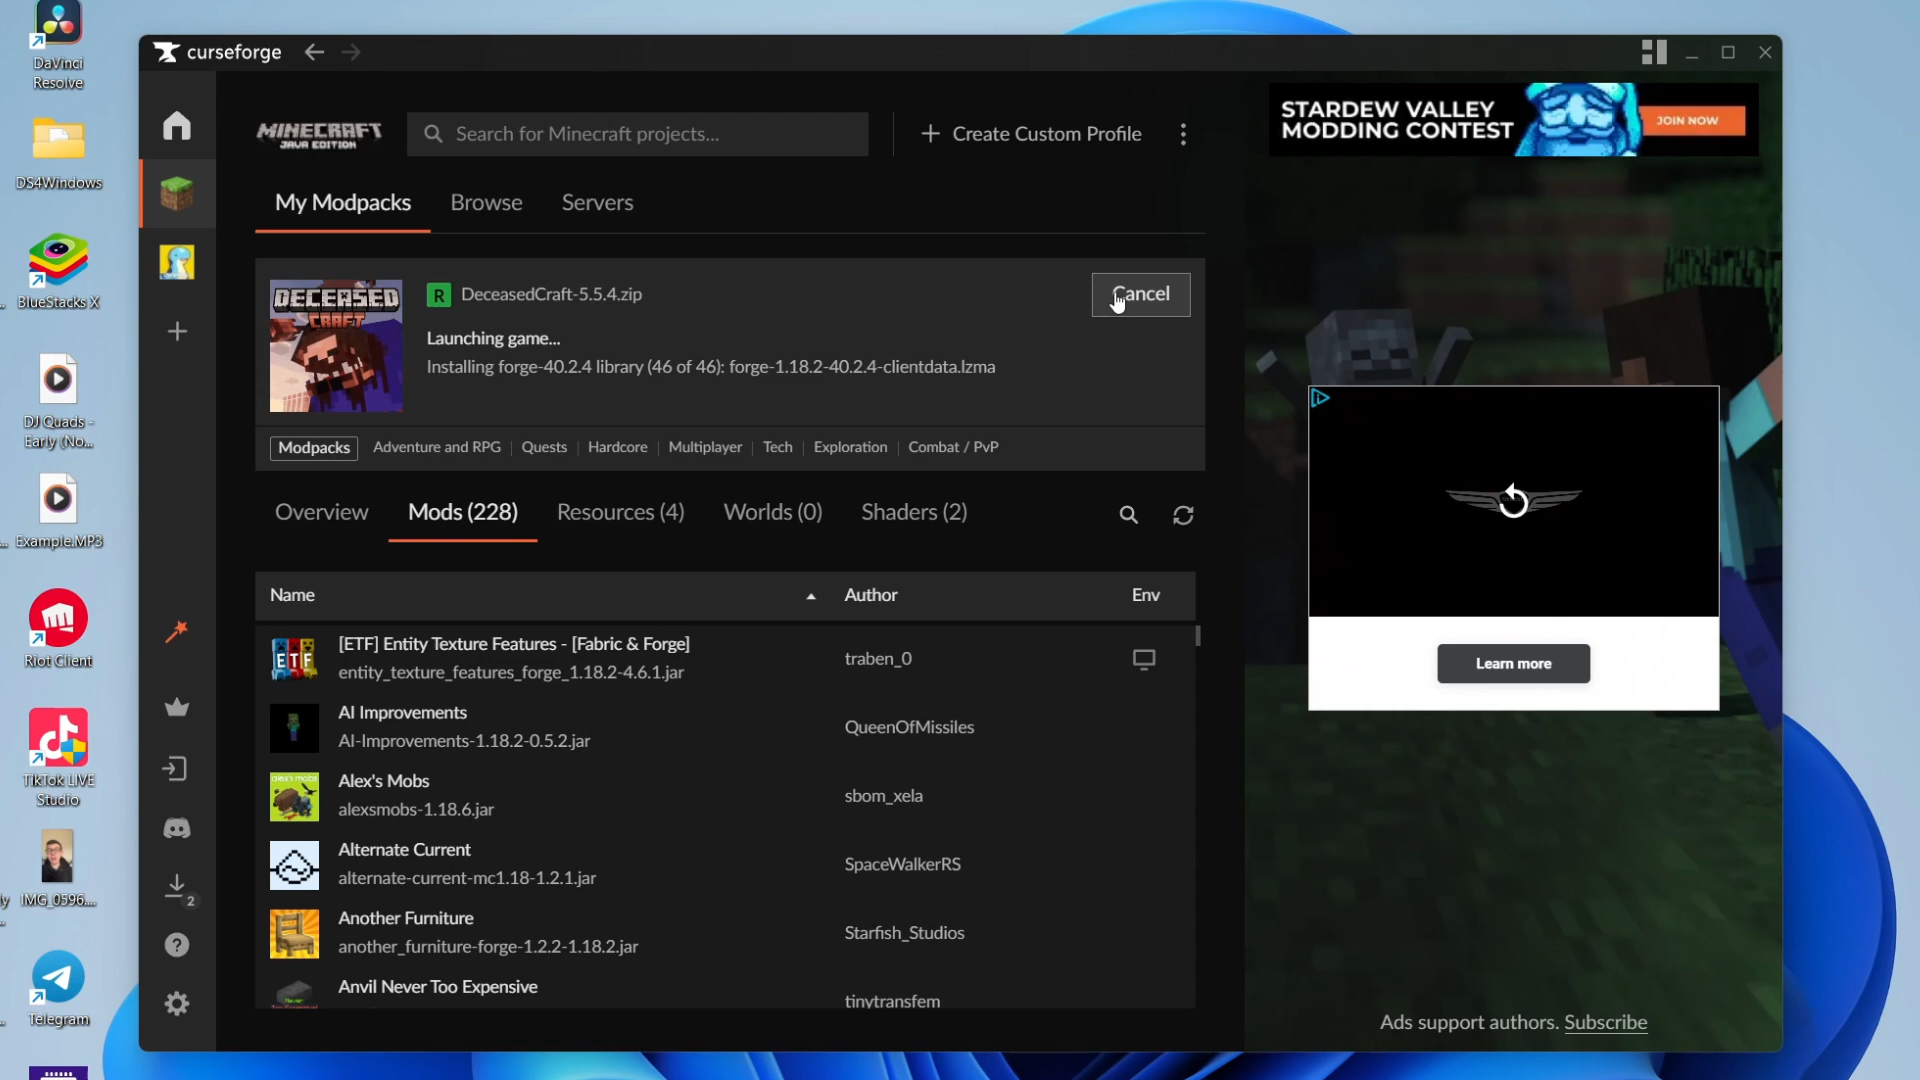 DaVinci
Resolve
DS4Windows
BlueStacks X
DJ Quads -
Early (No...
Example.MP3
Riot Client
TikTok LIVE
Studio
IMG_0396....
Telegram
curseforge
MINECRAFT
JAVA EDITION
Search for Minecraft projects...
Create Custom Profile
My Modpacks
Browse
Servers
DECEASED
CRAFT
R
DeceasedCraft-5.5.4.zip
Cancel
Launching game...
Installing forge-40.2.4 library (46 of 46): forge-1.18.2-40.2.4-clientdata.lzma
Modpacks
Adventure and RPG
Quests
Hardcore
Multiplayer
Tech
Exploration
Combat / PvP
Overview
Mods (228)
Resources (4)
Worlds (0)
Shaders (2)
Name
Author
Env
ETF
[ETF] Entity Texture Features - [Fabric & Forge]
entity_texture_features_forge_1.18.2-4.6.1.jar
traben_0
AI Improvements
AI-Improvements-1.18.2-0.5.2.jar
QueenOfMissiles
alex's mobs
Alex's Mobs
alexsmobs-1.18.6.jar
sbom_xela
Alternate Current
alternate-current-mc1.18-1.2.1.jar
SpaceWalkerRS
Another Furniture
another_furniture-forge-1.2.2-1.18.2.jar
Starfish_Studios
Anvil Never Too Expensive
tinytransfem
2
STARDEW VALLEY
MODDING CONTEST
JOIN NOW
Learn more
Ads support authors. Subscribe